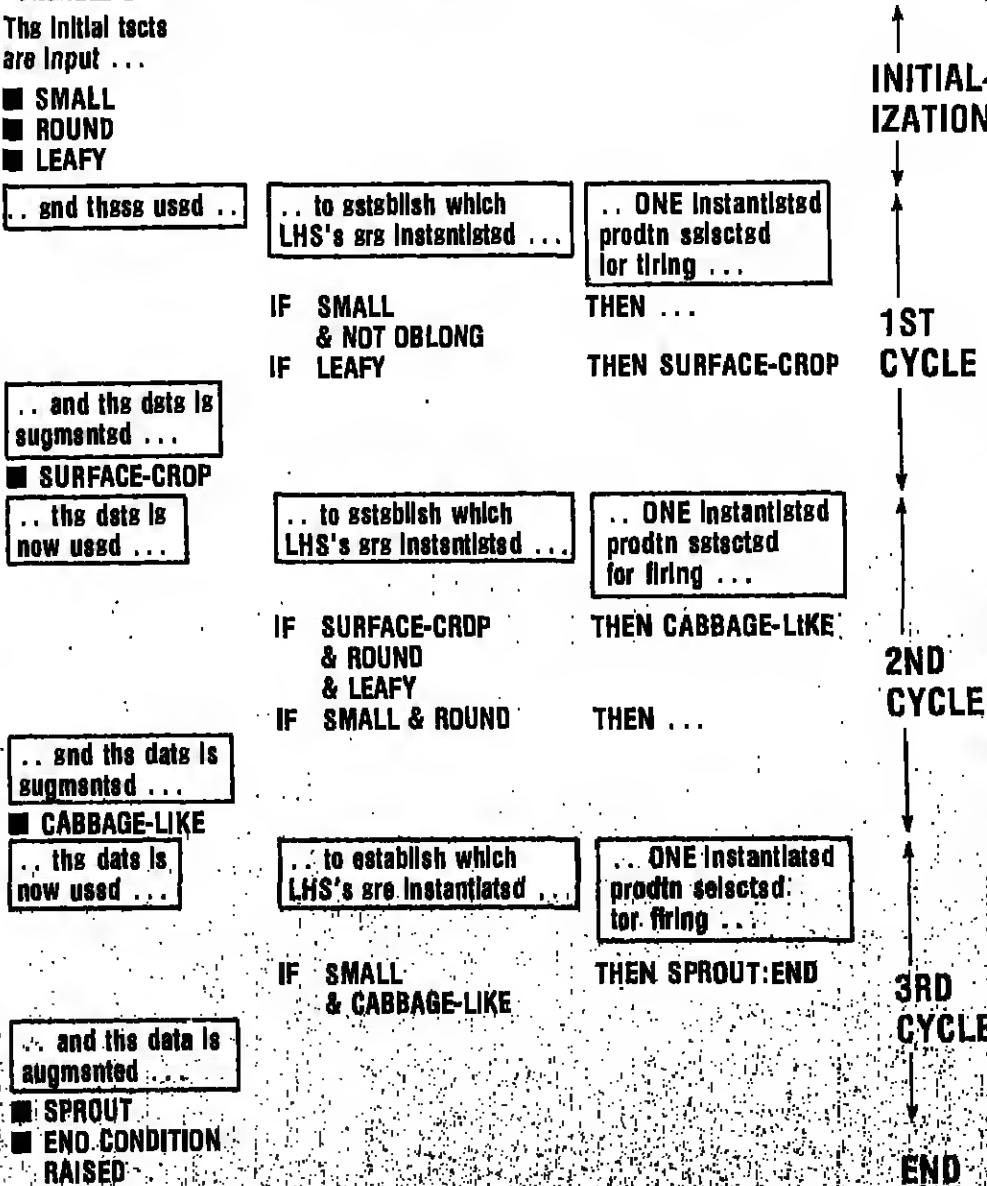 The Initial facts
are Input ...
■ SMALL
■ ROUND
■ LEAFY
INITIAL-
IZATION
.. and these used ..
.. to establish which
LHS's are instantiated ...
.. ONE Instantiated
prodtn selected
for firing ...
IF SMALL
& NOT OBLONG
THEN ...
IF LEAFY
THEN SURFACE-CROP
1ST
CYCLE
.. and the data is
augmented ...
■ SURFACE-CROP
.. the data is
now used ...
.. to establish which
LHS's are instantiated ...
.. ONE Instantiated
prodtn selected
for firing ...
IF SURFACE-CROP
& ROUND
& LEAFY
THEN CABBAGE-LIKE
IF SMALL & ROUND
THEN ...
2ND
CYCLE
.. and the data is
augmented ...
■ CABBAGE-LIKE
.. the data is
now used ...
.. to establish which
LHS's are instantiated ...
... ONE Instantiated
prodtn selected
for firing ...
IF SMALL
& CABBAGE-LIKE
THEN SPROUT:END
3RD
CYCLE
.. and the data is
augmented ...
■ SPROUT
■ END CONDITION
RAISED
END